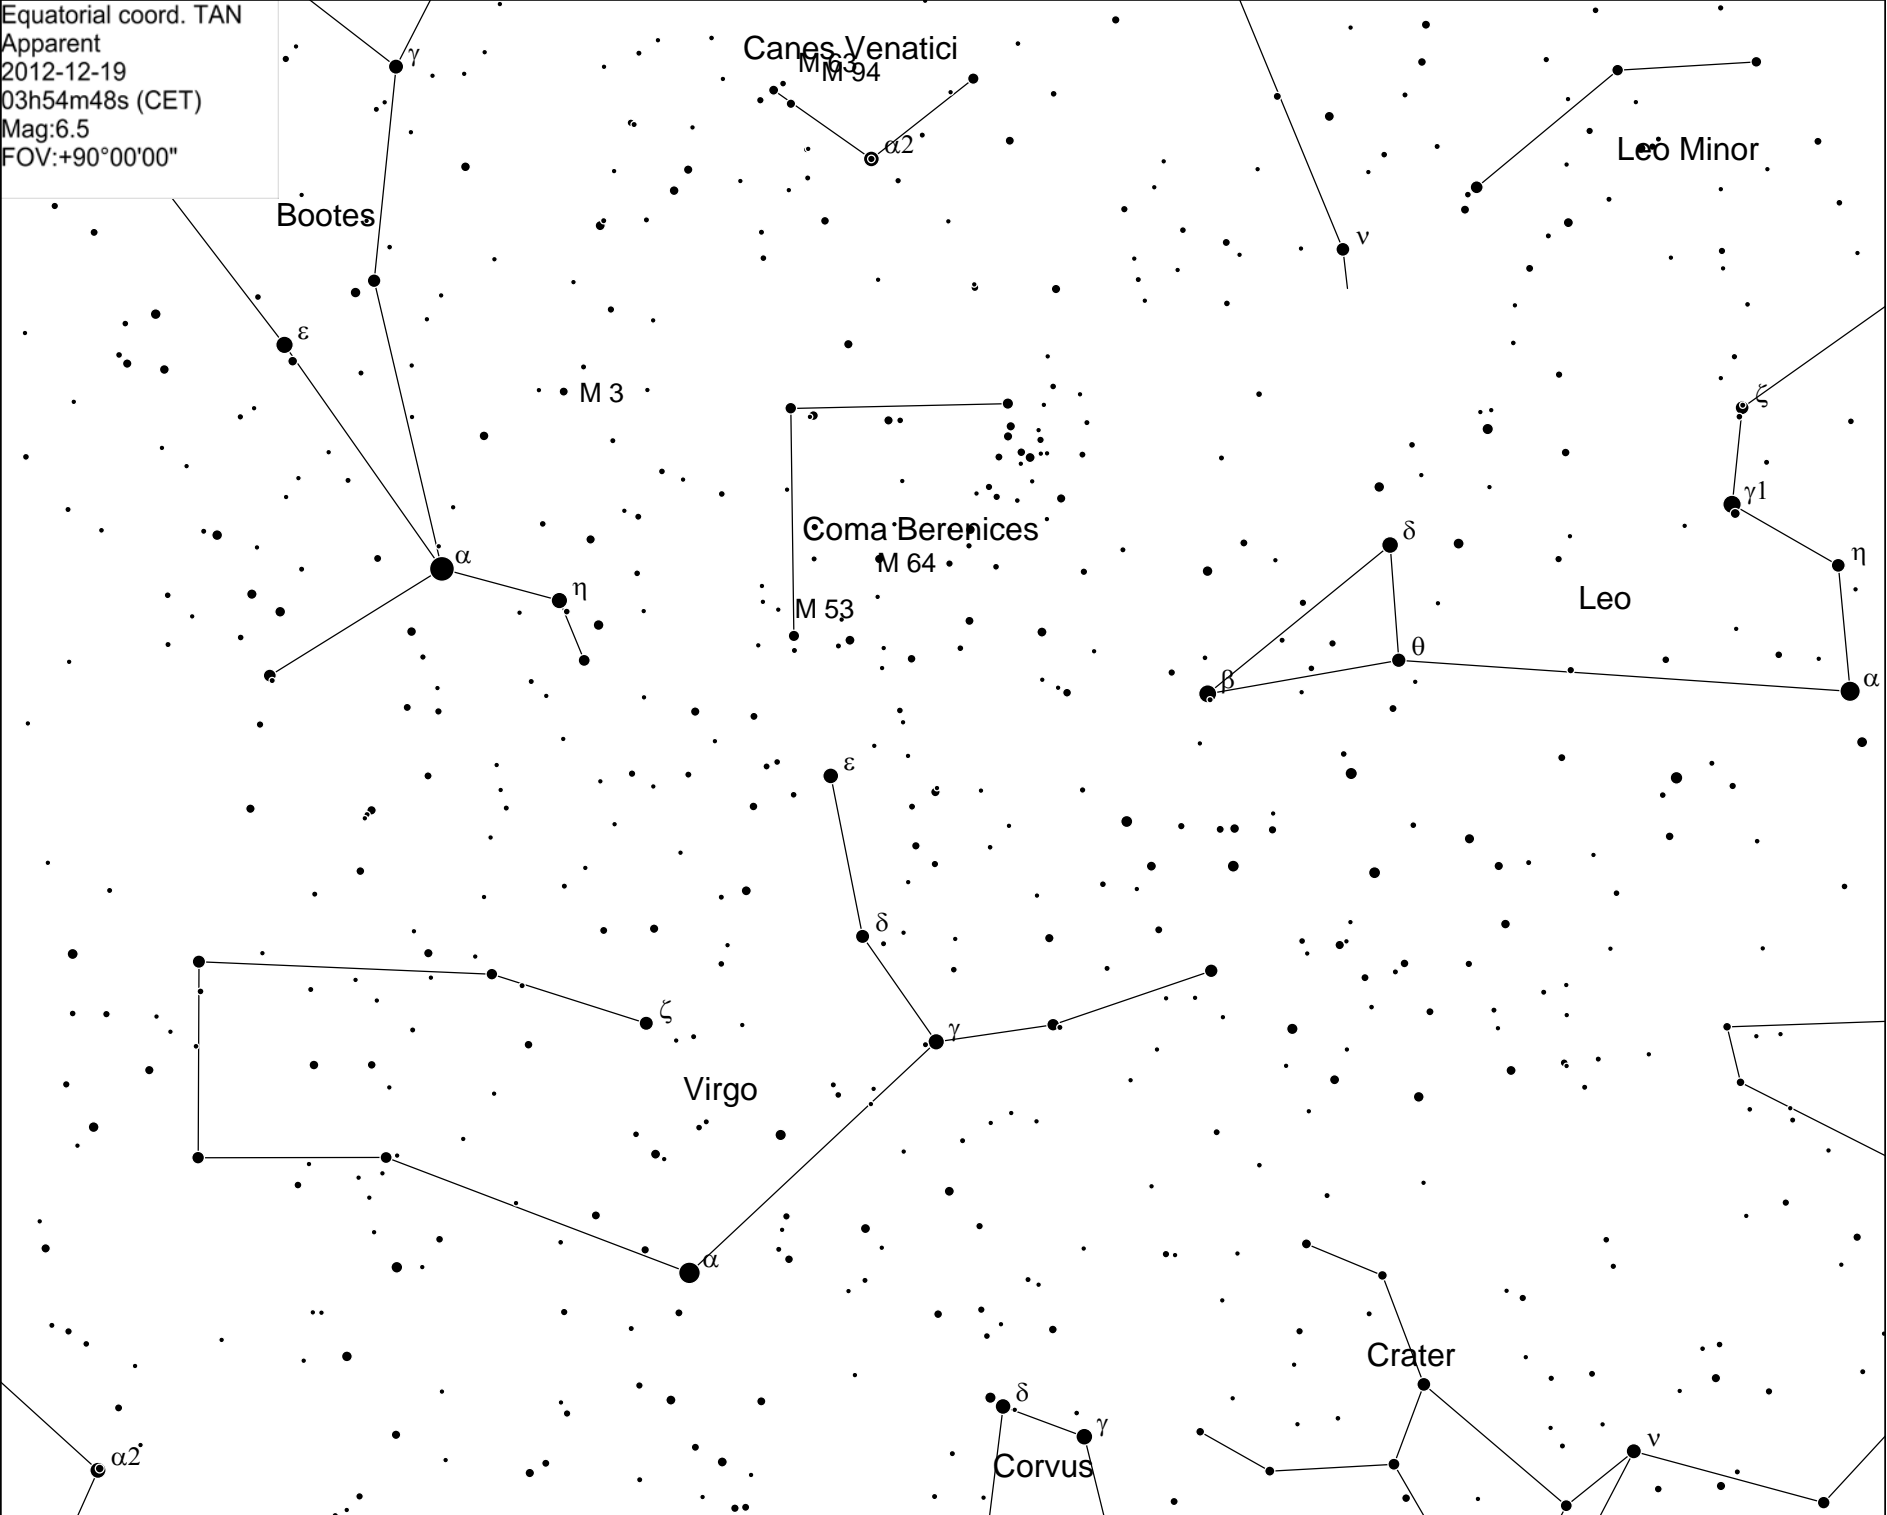 Equatorial coord. TAN
Apparent
2012-12-19
03h54m48s (CET)
Mag:6.5
FOV:+90°00'00"
γ
Canes Venatici
M 63
M 94
α2
Leo Minor
Bootes
ν
ε
M 3
ζ
γ1
Coma Berenices
δ
α
M 64
η
η
Leo
M 53
θ
β
α
ε
δ
ζ
γ
Virgo
α
Crater
δ
γ
ν
α2
Corvus